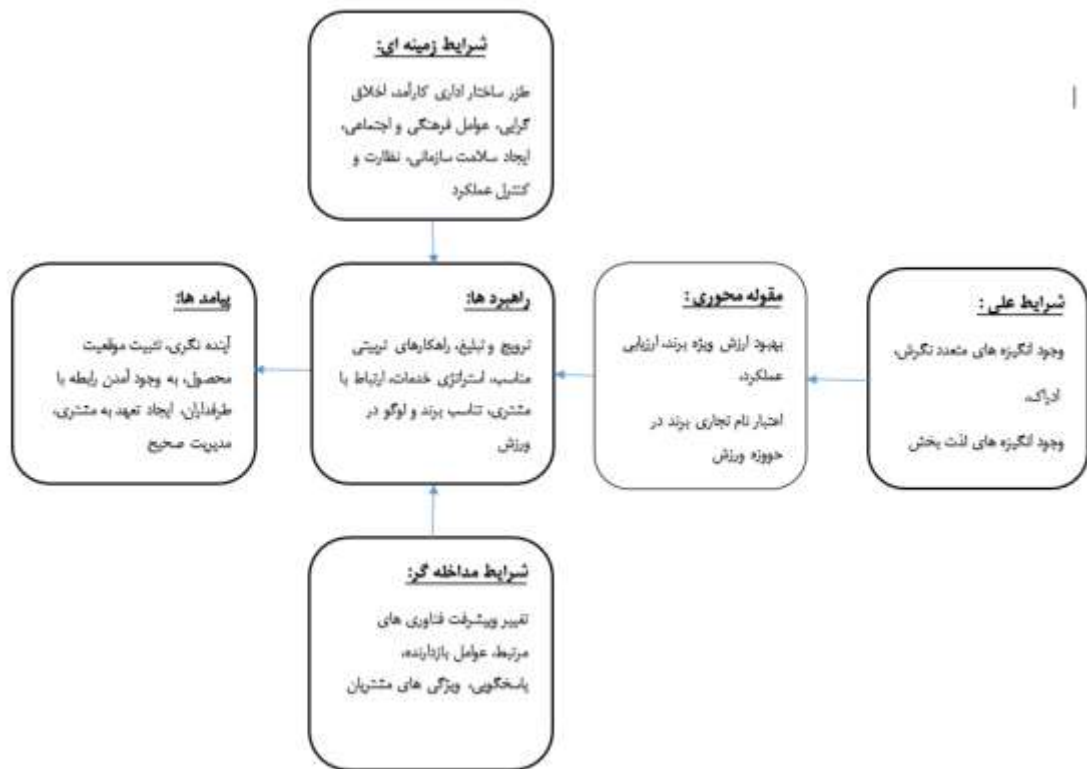 شرایط زمینه ای:
طزر ساختار اداری کارآمد، اخلاق
گرایی، عوامل فرهنگی و اجتماعی،
ایجاد سلامت سازمانی، نظارت و
کنترل عملکرد
شرایط علی :
وجود انگیزه های متعدد نگرش،
ادراک،
وجود انگیزه های لذت بخش
مقوله محوری :
بهبود ارزش ویژه برند، ارزیابی
عملکرد،
اعتبار نام تجاری برند در
حووزه ورزش
راهبرد ها:
ترویج و تبلیغ، راهکارهای تربیتی
مناسب، استراتژی خدمات، ارتباط با
مشتری، تناسب برند و لوگو در
ورزش
پیامد ها:
آینده نگری، تثبیت موقعیت
محصول، به وجود آمدن رابطه با
طرفداران، ایجاد تعهد به مشتری،
مدیریت صحیح
شرایط مداخله گر:
تغییر وپیشرفت فناوری های
مرتبط، عوامل بازدارنده،
پاسخگویی، ویژگی های مشتریان